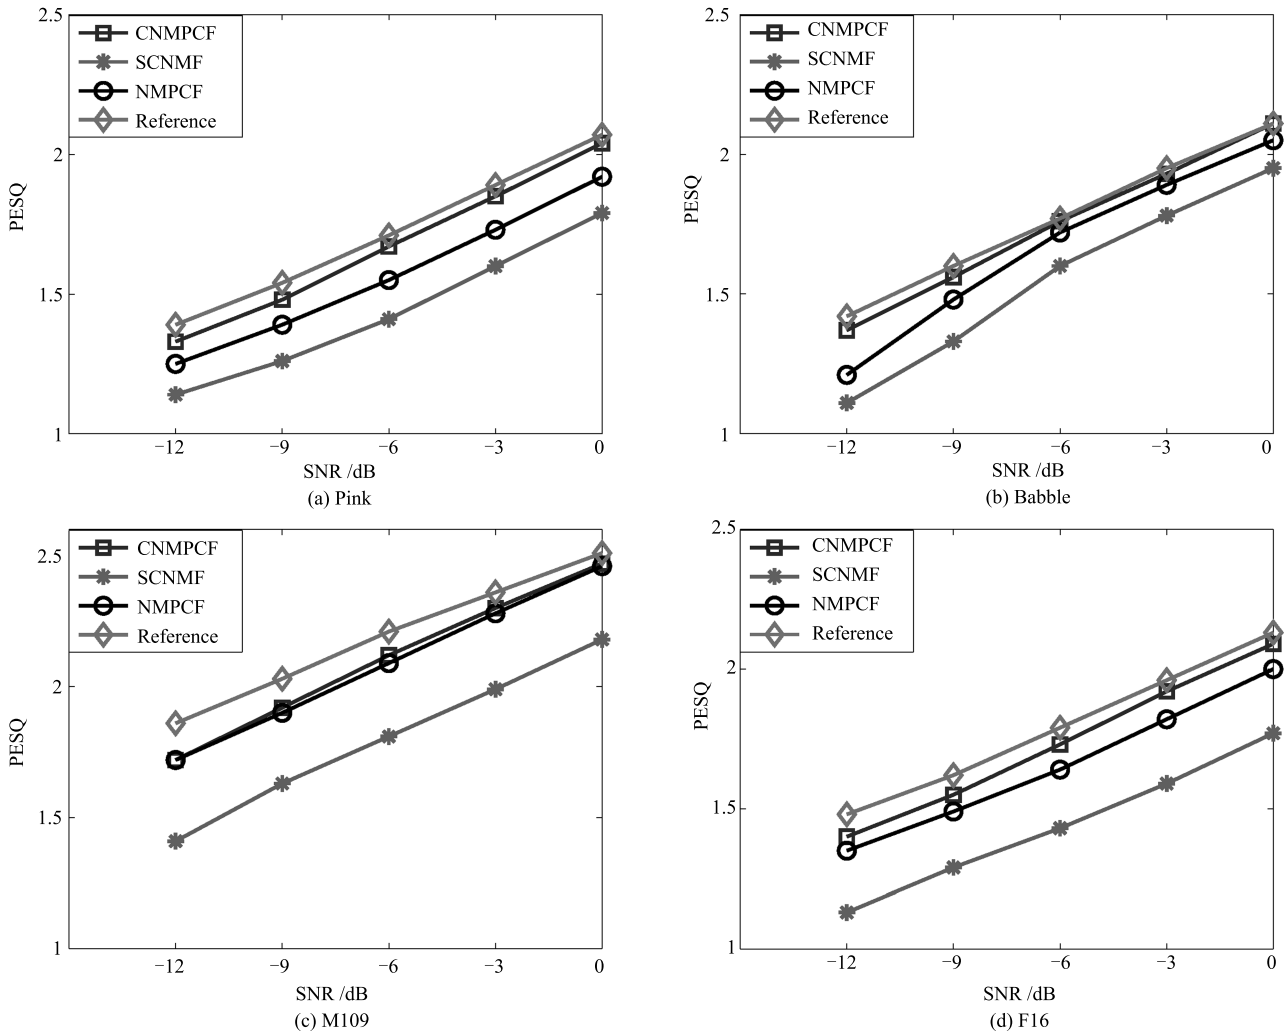 2.5
CNMPCF
SCNMF
NMPCF
Reference
2
PESQ
1.5
1
−12 −9 −6 −3 0
SNR /dB
(a) Pink
2.5
CNMPCF
SCNMF
NMPCF
Reference
2
PESQ
1.5
1
−12 −9 −6 −3 0
SNR /dB
(b) Babble
2.5
CNMPCF
SCNMF
NMPCF
Reference
2
PESQ
1.5
1
−12 −9 −6 −3 0
SNR /dB
(c) M109
2.5
CNMPCF
SCNMF
NMPCF
Reference
2
PESQ
1.5
1
−12 −9 −6 −3 0
SNR /dB
(d) F16